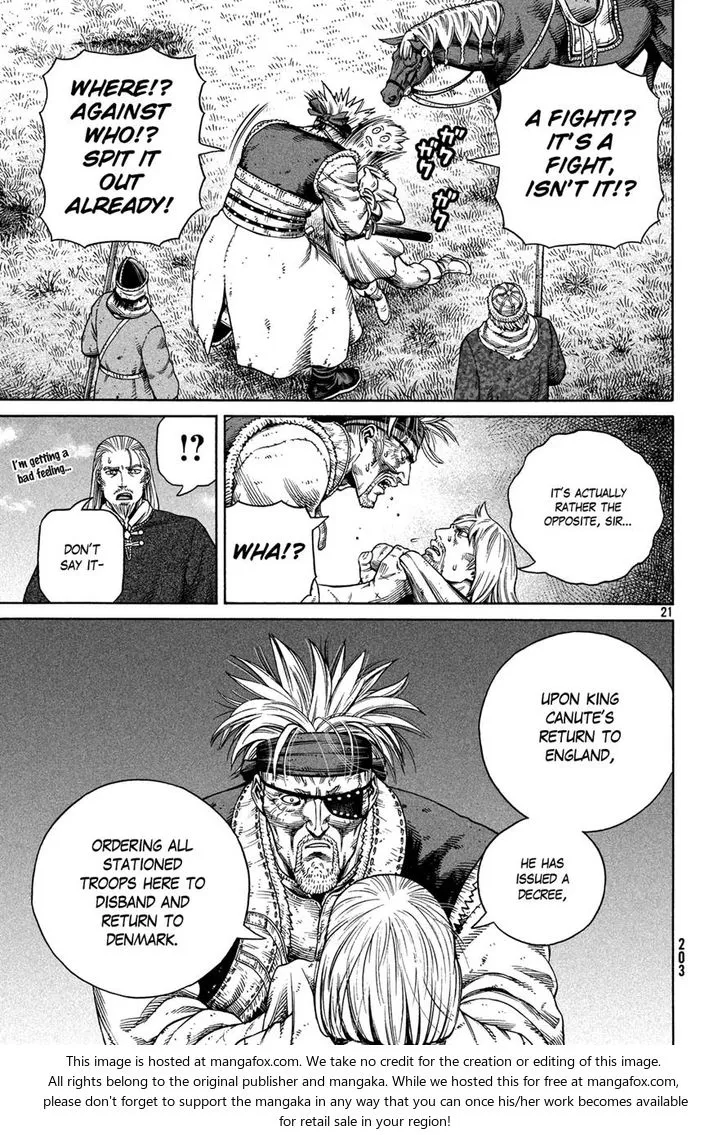 A FIGHT!?
IT'S A
FIGHT,
ISN'T IT!?
ガク
ガク
WHERE!?
AGAINST
WHO!?
SPIT IT
OUT
ALREADY!
IT'S ACTUALLY
RATHER THE
OPPOSITE, SIR...
WHA!?
!?
I'm getting a
bad feeling...
DON'T
SAY IT-
21
UPON KING
CANUTE'S
RETURN TO
ENGLAND,
HE HAS
ISSUED A
DECREE,
ORDERING ALL
STATIONED
TROOPS HERE TO
DISBAND AND
RETURN TO
DENMARK.
203
This image is hosted at mangafox.com. We take no credit for the creation or editing of this image.
All rights belong to the original publisher and mangaka. While we hosted this for free at mangafox.com,
please don't forget to support the mangaka in any way that you can once his/her work becomes available
for retail sale in your region!